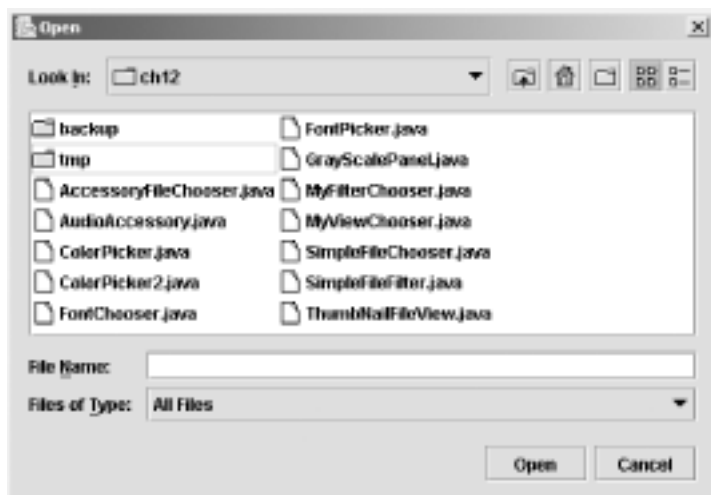 Open
Look In: ch12
backup
tmp
AccessoryFileChooser.java
AudioAccessory.java
ColorPicker.java
ColorPicker2.java
FontChooser.java
FontPicker.java
GrayScalePanel.java
MyFilterChooser.java
MyViewChooser.java
SimpleFileChooser.java
SimpleFileFilter.java
ThumbNailFileView.java
File Name:
Files of Type: All Files
Open Cancel